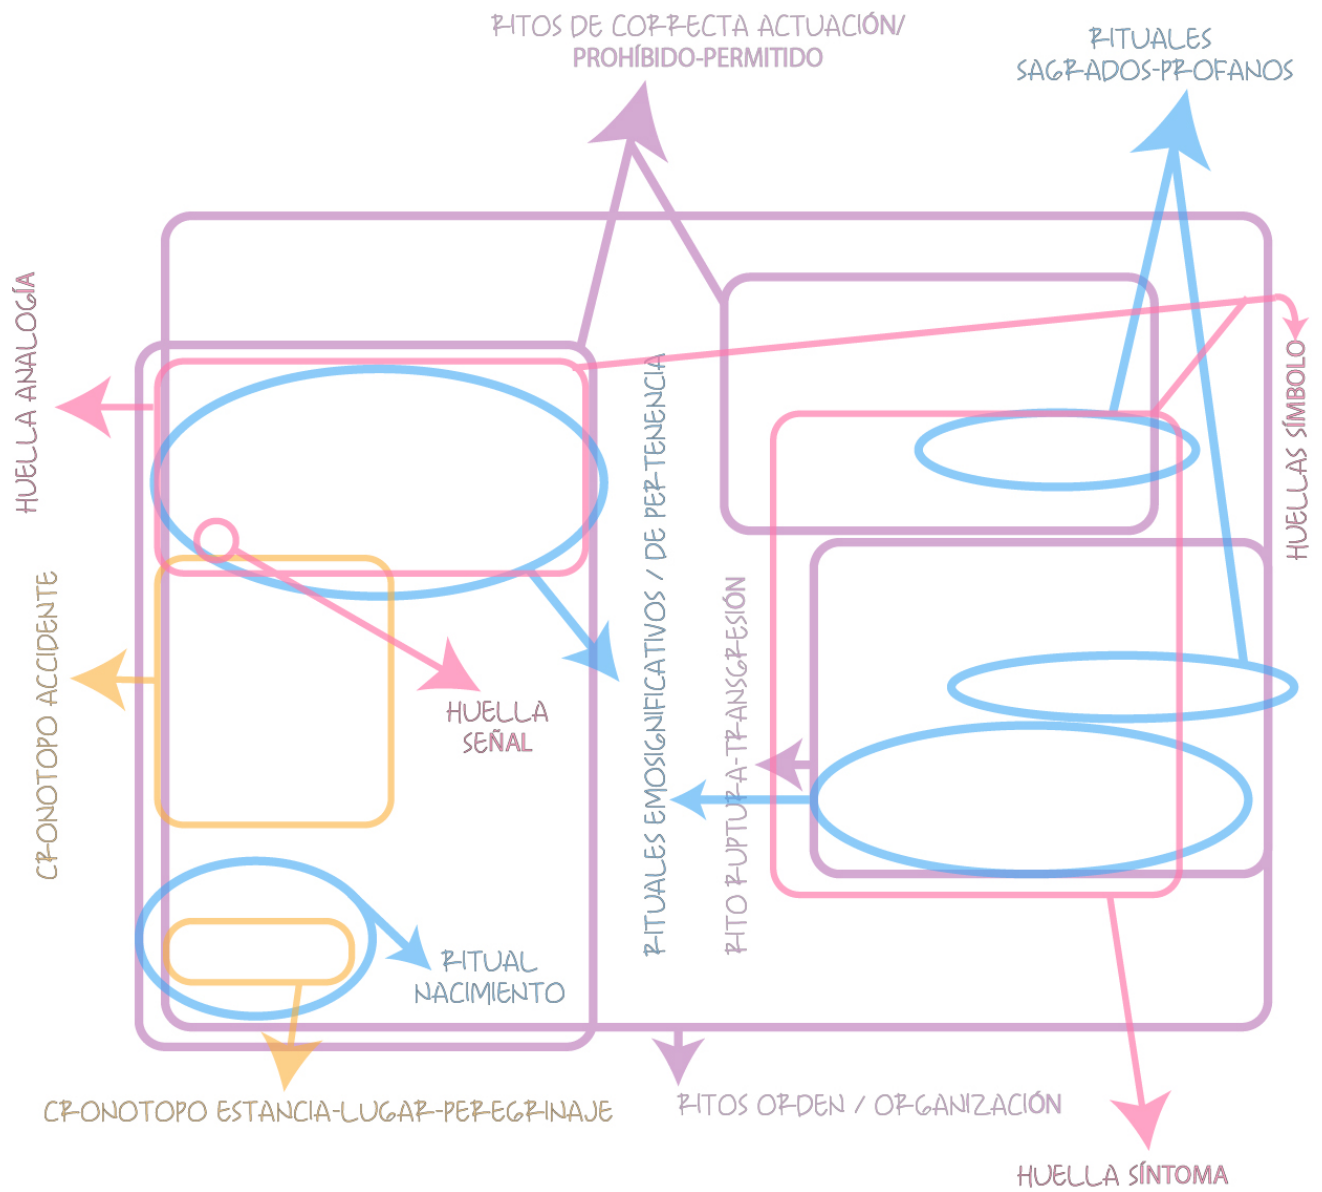 RITOS DE CORRECTA ACTUACIÓN/
PROHÍBIDO-PERMITIDO
RITUALES
SAGRADOS-PROFANOS
HUELLA ANALOGÍA
HUELLAS SÍMBOLO
RITUALES EMOSIGNIFICATIVOS / DE PERTENENCIA
RITO RUPTURA-TRANSGRESIÓN
CRONOTOPO ACCIDENTE
HUELLA
SEÑAL
RITUAL
NACIMIENTO
CRONOTOPO ESTANCIA-LUGAR-PEREGRINAJE
RITOS ORDEN / ORGANIZACIÓN
HUELLA SÍNTOMA